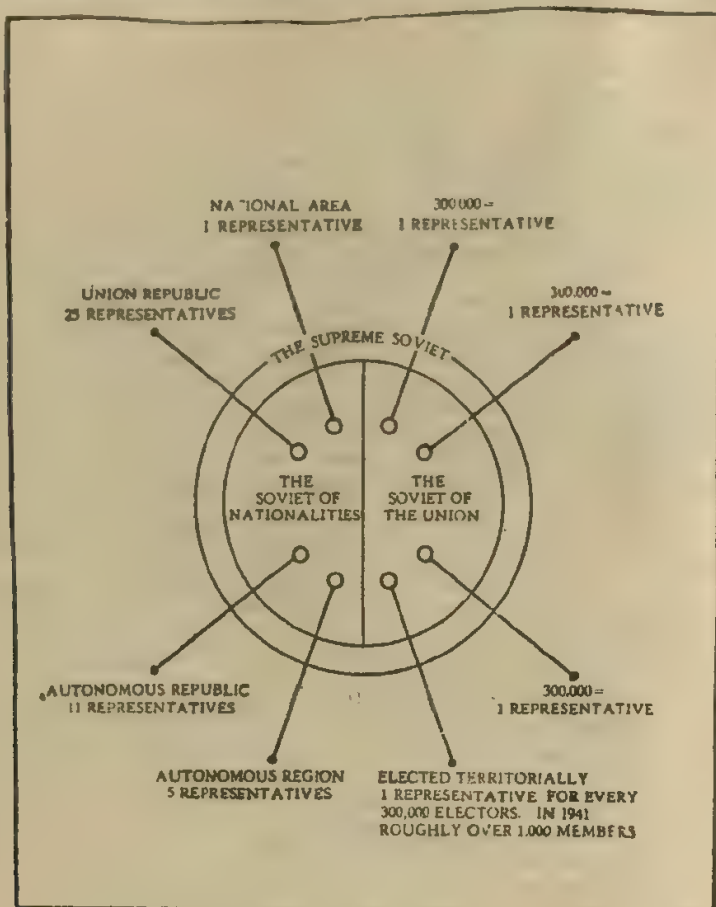 NATIONAL AREA
1 REPRESENTATIVE
300,000 =
1 REPRESENTATIVE
UNION REPUBLIC
25 REPRESENTATIVES
300,000 =
1 REPRESENTATIVE
THE SUPREME SOVIET
THE
SOVIET OF
NATIONALITIES
THE
SOVIET OF
THE UNION
AUTONOMOUS REPUBLIC
11 REPRESENTATIVES
300,000 =
1 REPRESENTATIVE
AUTONOMOUS REGION
5 REPRESENTATIVES
ELECTED TERRITORIALLY
1 REPRESENTATIVE FOR EVERY
300,000 ELECTORS. IN 1941
ROUGHLY OVER 1.000 MEMBERS